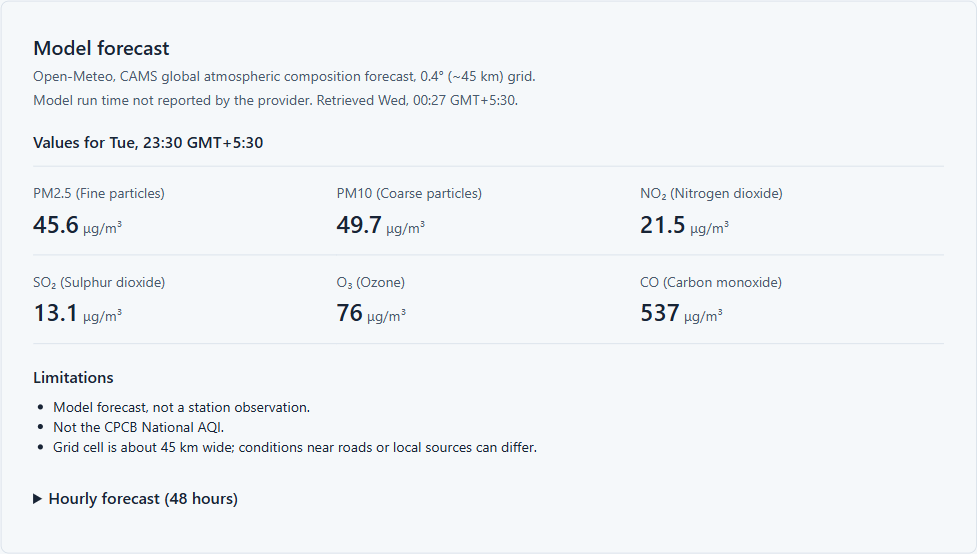 Model forecast
Open-Meteo, CAMS global atmospheric composition forecast, 0.4° (~45 km) grid.
Model run time not reported by the provider. Retrieved Wed, 00:27 GMT+5:30.
Values for Tue, 23:30 GMT+5:30
PM2.5 (Fine particles)
45.6 μg/m³
PM10 (Coarse particles)
49.7 μg/m³
NO₂ (Nitrogen dioxide)
21.5 μg/m³
SO₂ (Sulphur dioxide)
13.1 μg/m³
O₃ (Ozone)
76 μg/m³
CO (Carbon monoxide)
537 μg/m³
Limitations
• Model forecast, not a station observation.
• Not the CPCB National AQI.
• Grid cell is about 45 km wide; conditions near roads or local sources can differ.
▶ Hourly forecast (48 hours)